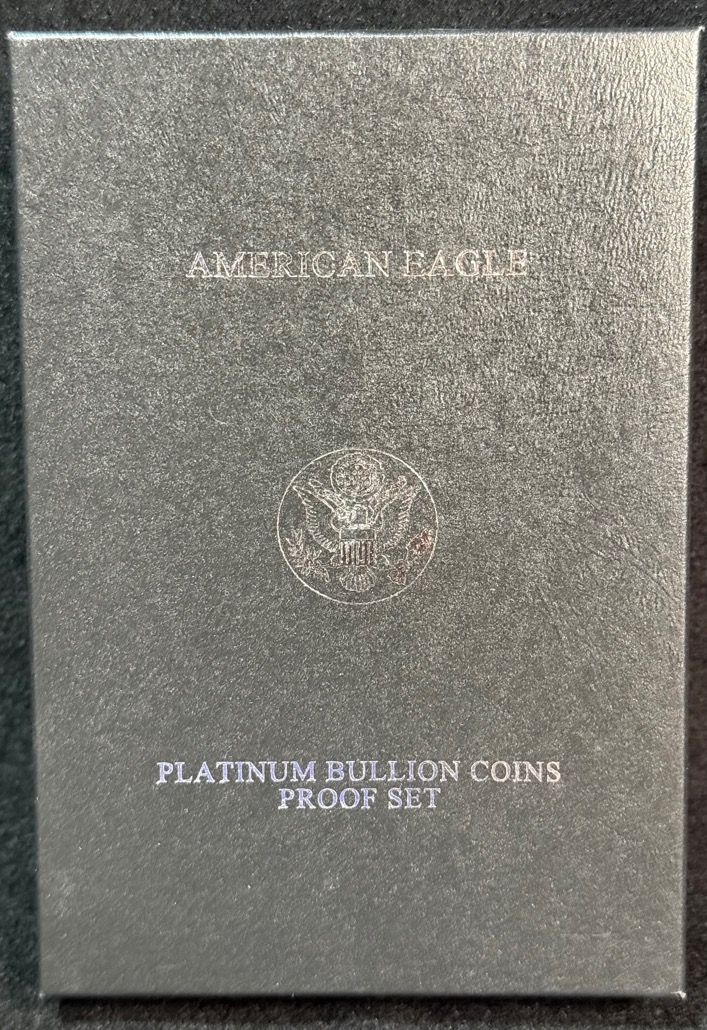 AMERICAN EAGLE
PLATINUM BULLION COINS
PROOF SET